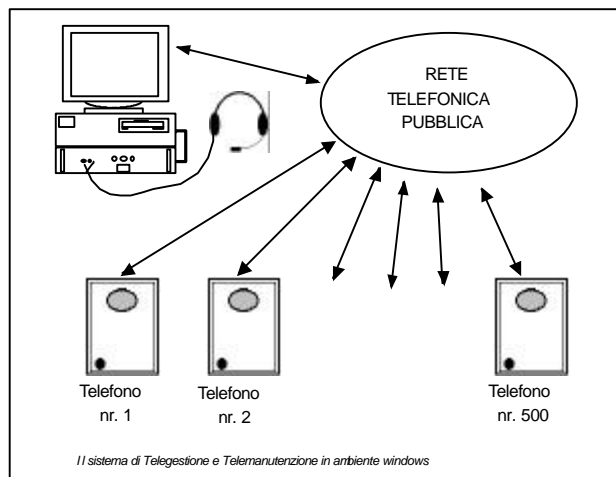 RETE
TELEFONICA
PUBBLICA
Telefono
nr. 1
Telefono
nr. 2
Telefono
nr. 500
Il sistema di Telegestione e Telemanutenzione in ambiente windows